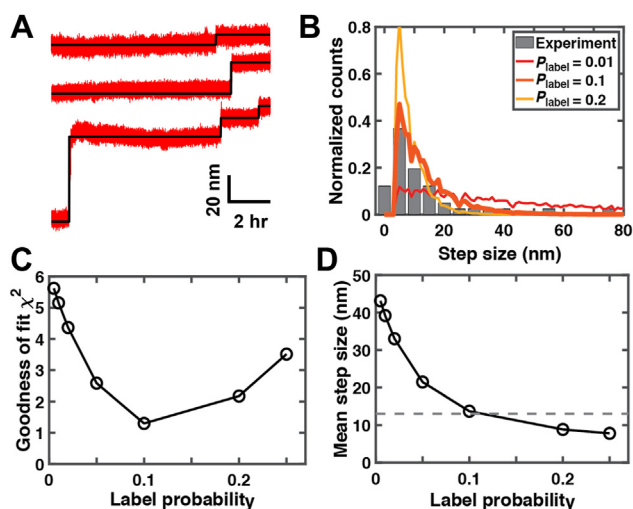 A
20 nm
2 hr
B
Normalized counts
0.8
0.6
0.4
0.2
0
Experiment
Plabel = 0.01
Plabel = 0.1
Plabel = 0.2
0 20 40 60 80
Step size (nm)
C
Goodness of fit χ2
6
5
4
3
2
1
0
0 0.1 0.2
Label probability
D
Mean step size (nm)
50
40
30
20
10
0
0 0.1 0.2
Label probability